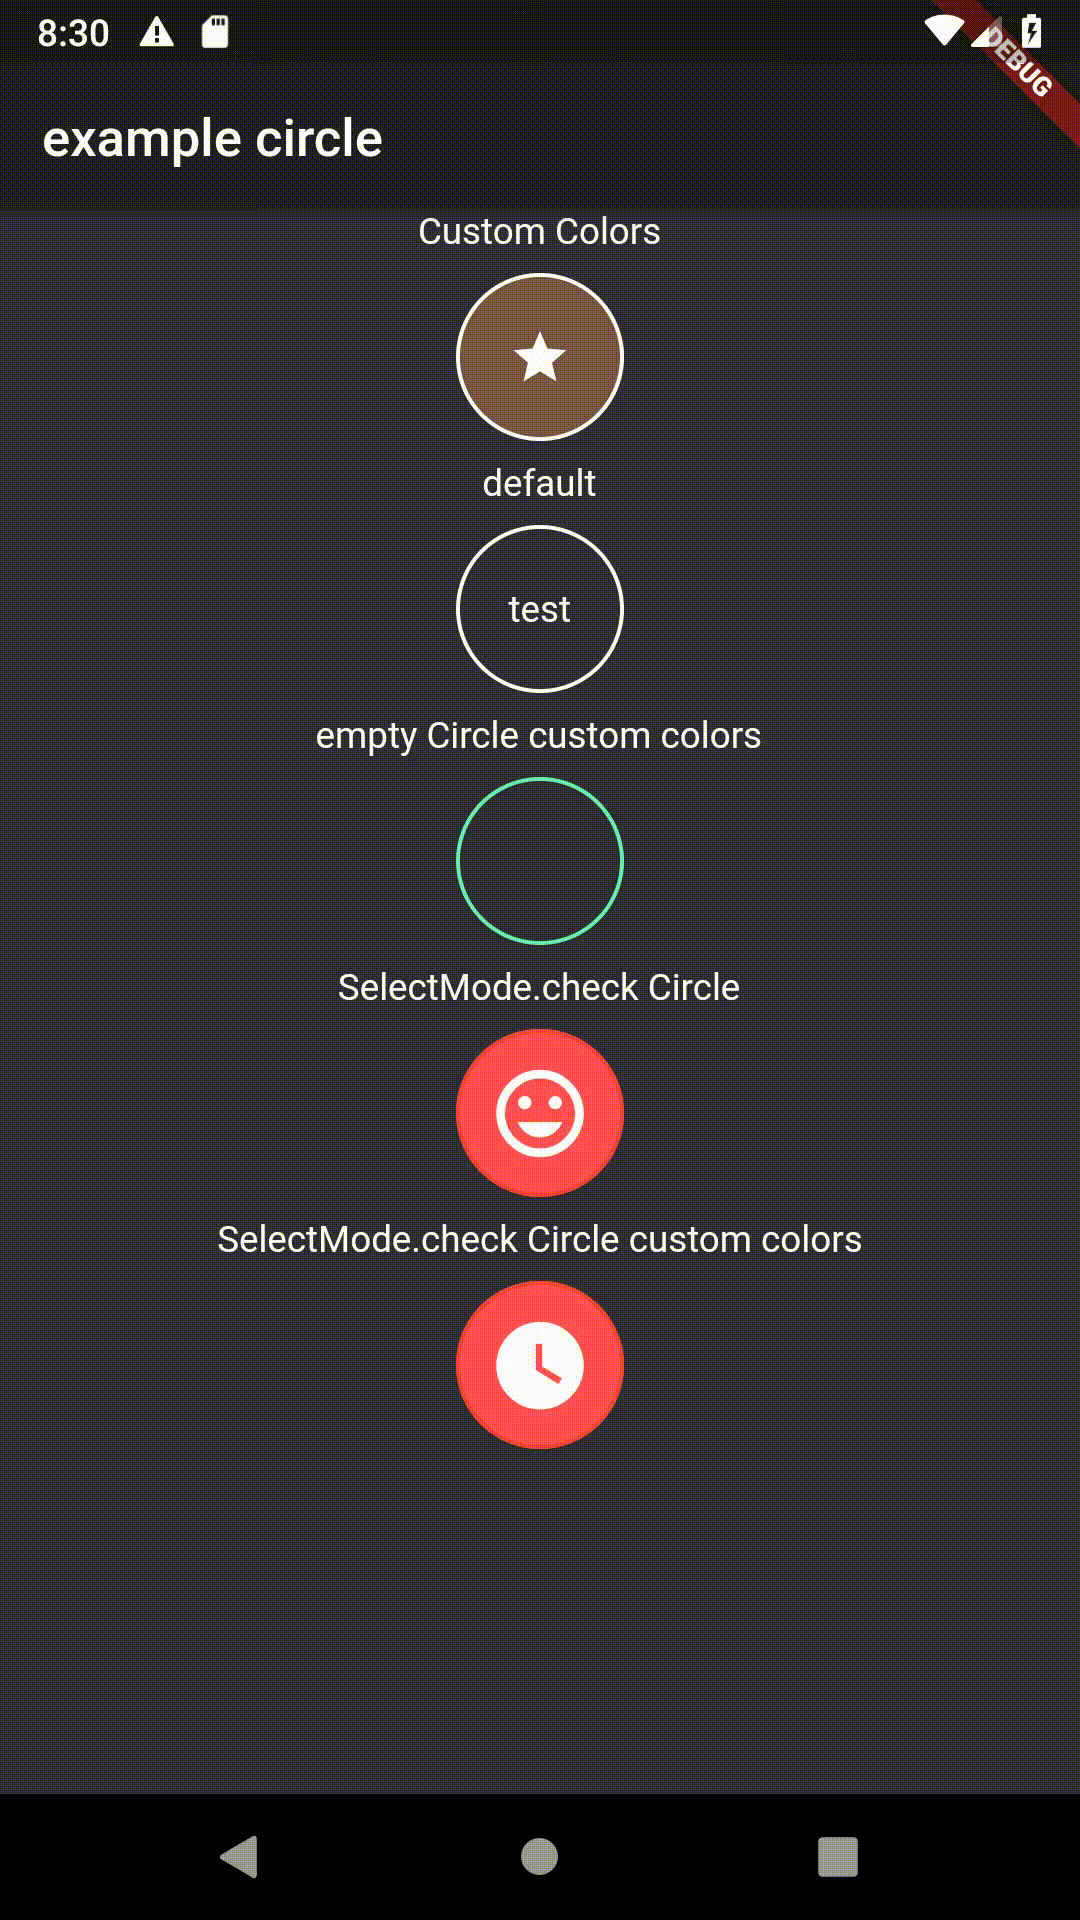 8:30
DEBUG
example circle
Custom Colors
default
test
empty Circle custom colors
SelectMode.check Circle
SelectMode.check Circle custom colors